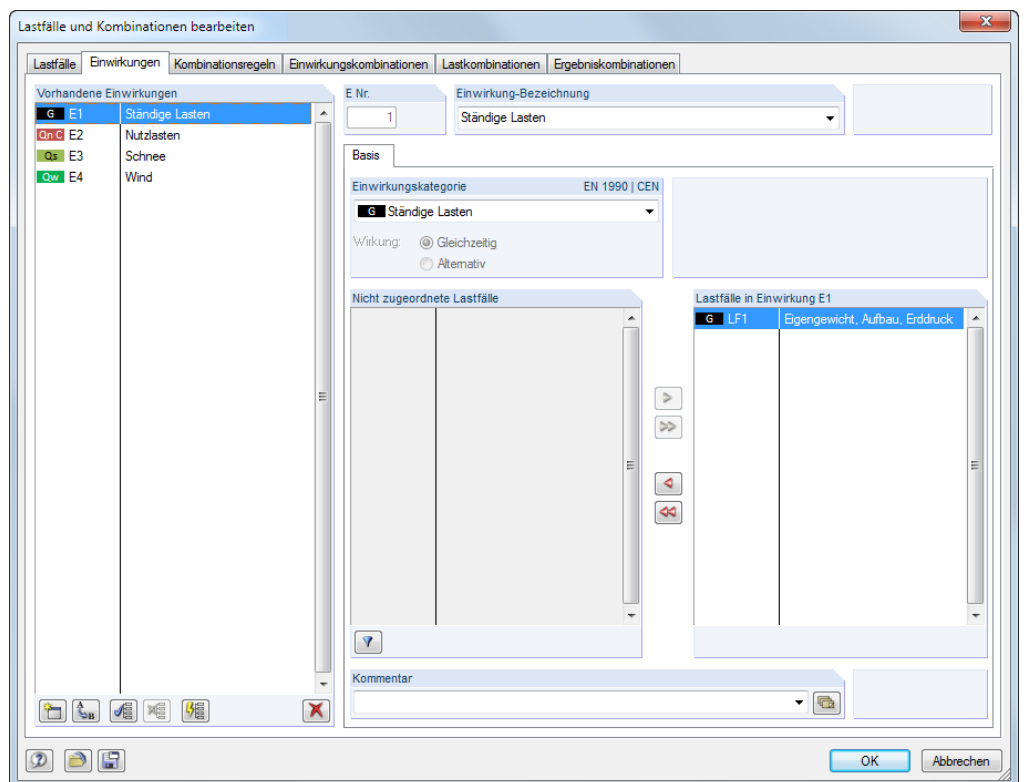 Lastfälle und Kombinationen bearbeiten
Lastfälle Einwirkungen Kombinationsregeln Einwirkungskombinationen Lastkombinationen Ergebniskombinationen
Vorhandene Einwirkungen
G E1 Ständige Lasten
Qn C E2 Nutzlasten
Qs E3 Schnee
Qw E4 Wind
E Nr.
1
Einwirkung-Bezeichnung
Ständige Lasten
Basis
Einwirkungskategorie EN 1990 | CEN
G Ständige Lasten
Wirkung: Gleichzeitig
Alternativ
Nicht zugeordnete Lastfälle
Lastfälle in Einwirkung E1
G LF1 Eigengewicht, Aufbau, Erddruck
Kommentar
OK Abbrechen